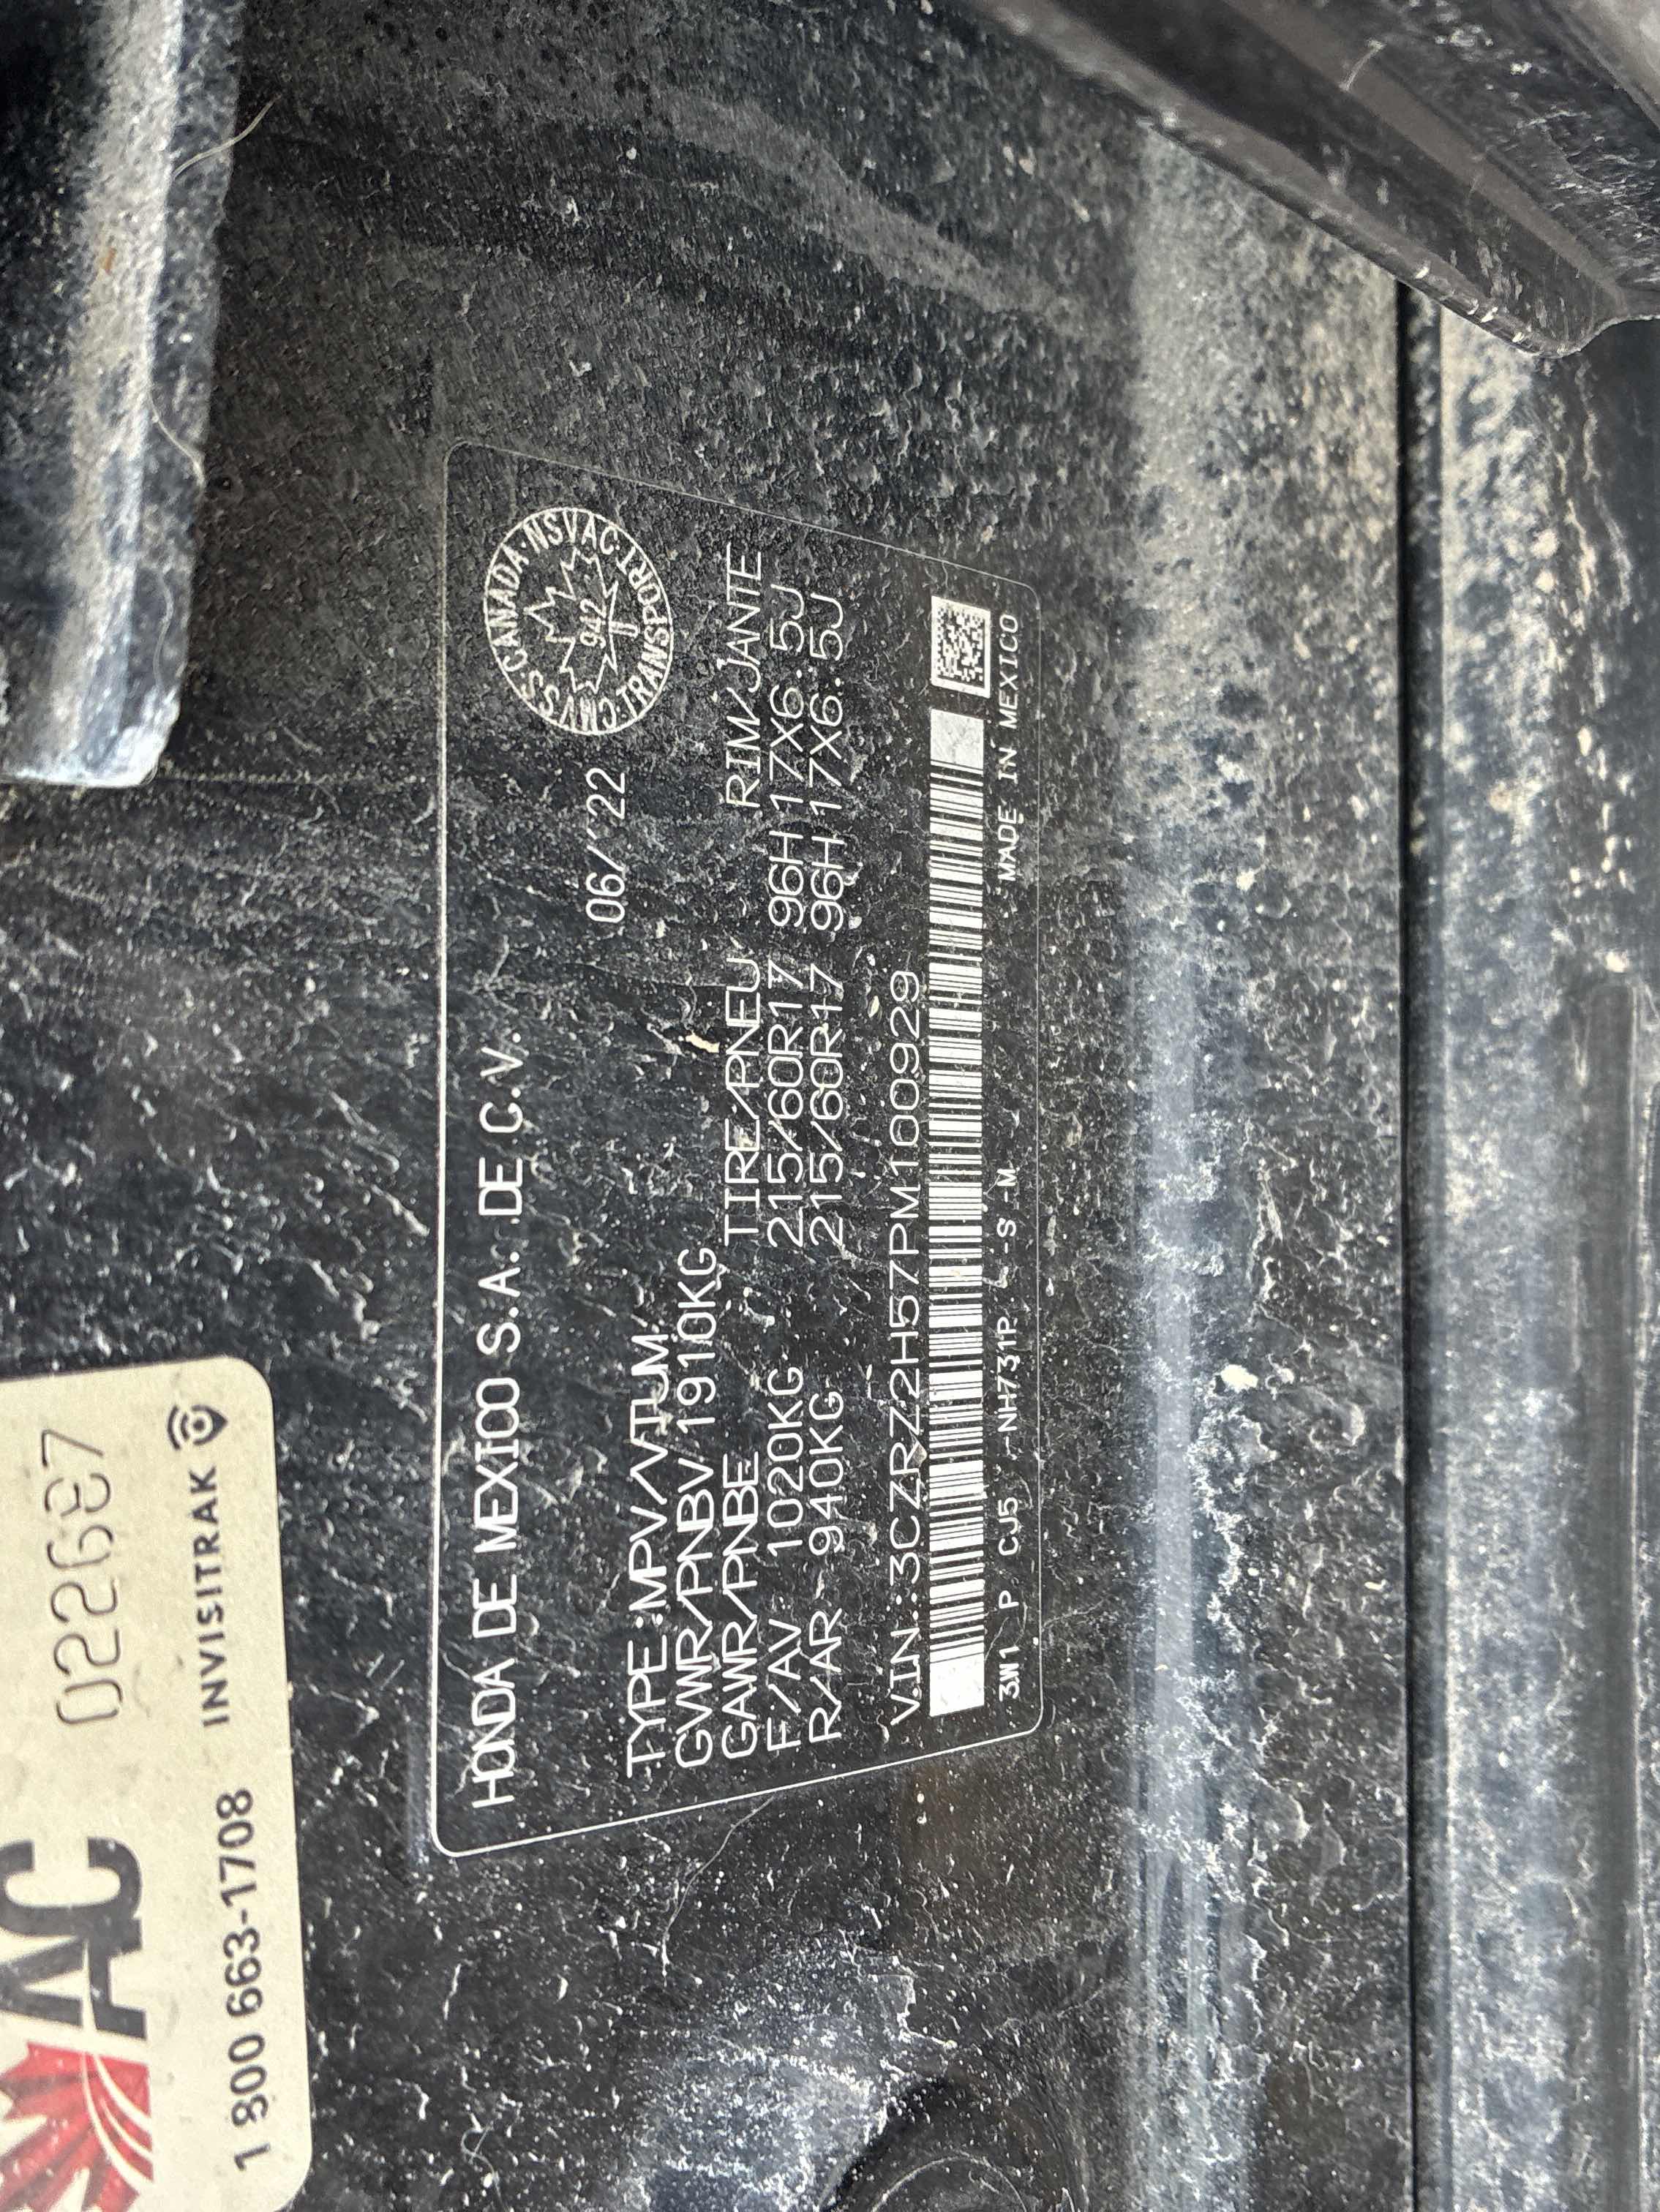 AC 022687
1 800 663-1708 INVISITRAK
HONDA DE MEXICO S.A. DE C.V.
06/'22
CMVSS·CANADA·NSVAC·TRANSPORT·TRANSPORT
942
TYPE:MPV/VTUM
GVWR/PNBV 1910KG
GAWR/PNBE TIRE/PNEU RIM/JANTE
F/AV 1020KG 215/60R17 96H 17X6.5J
R/AR 940KG 215/60R17 96H 17X6.5J
V.I.N.:3CZRZ2H57PM100929
3W1 P CJ5 -NH731P -S -M MADE IN MEXICO